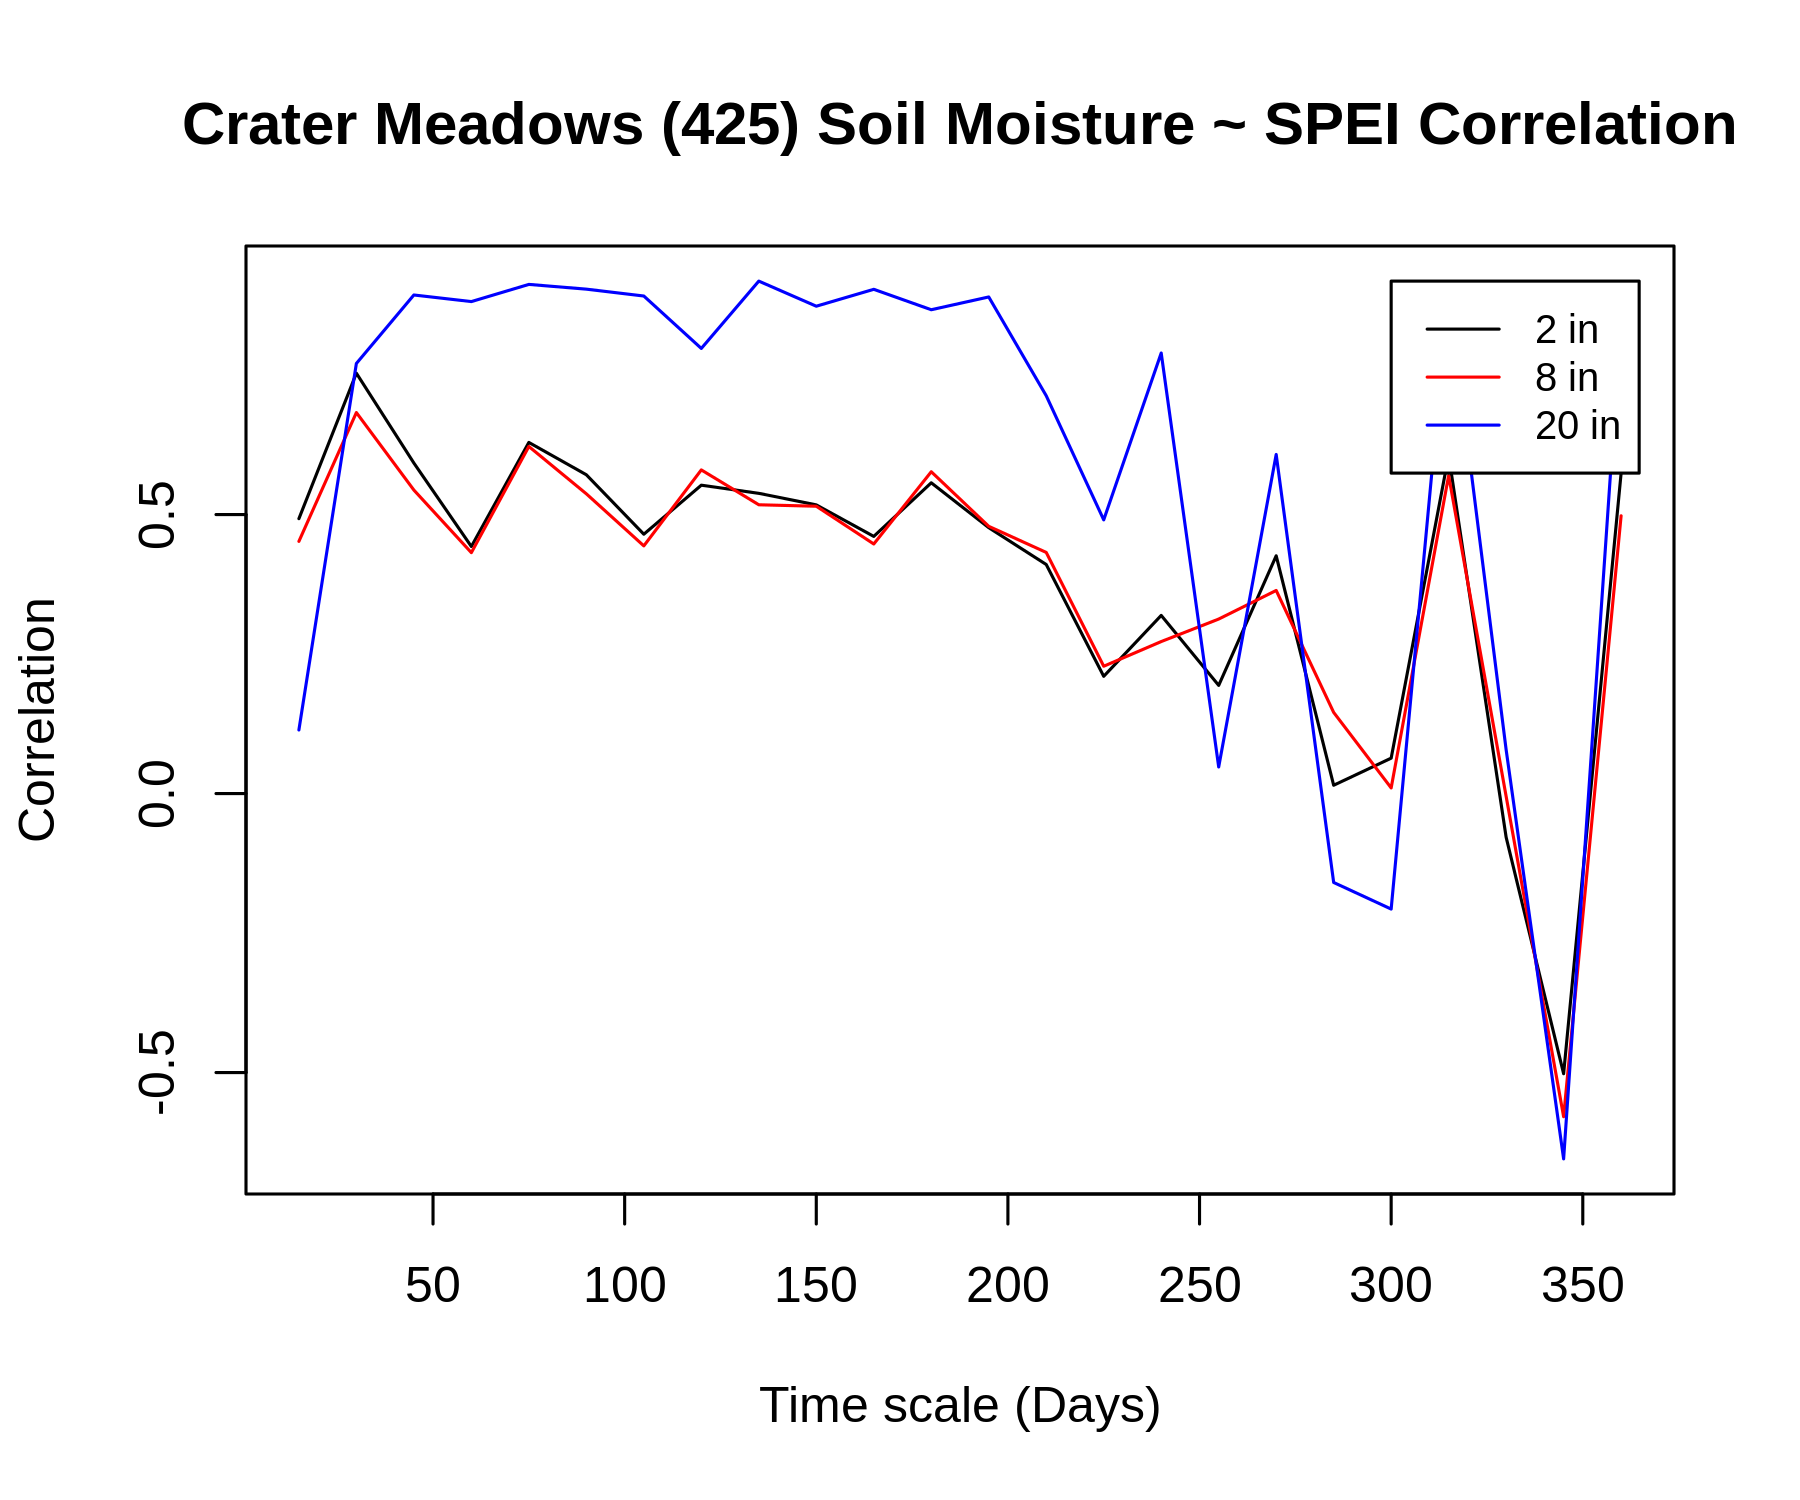 Crater Meadows (425) Soil Moisture ~ SPEI Correlation
2 in
8 in
20 in
0.5
0.0
-0.5
Correlation
50 100 150 200 250 300 350
Time scale (Days)